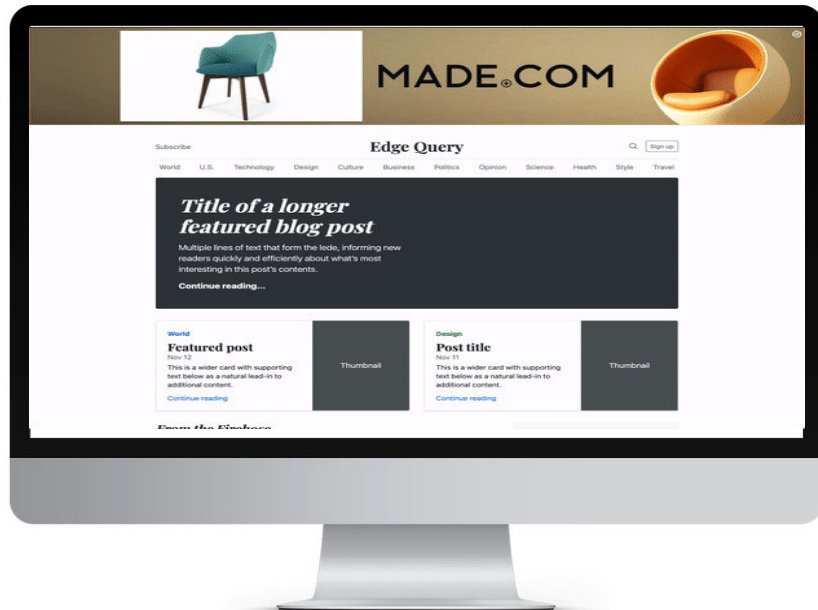 MADE.COM
Subscribe
Edge Query
Sign up
World U.S. Technology Design Culture Business Politics Opinion Science Health Style Travel
Title of a longer
featured blog post
Multiple lines of text that form the lede, informing new
readers quickly and efficiently about what's most
interesting in this post's contents.
Continue reading...
World
Featured post
Nov 12
This is a wider card with supporting
text below as a natural lead-in to
additional content.
Continue reading
Thumbnail
Design
Post title
Nov 11
This is a wider card with supporting
text below as a natural lead-in to
additional content.
Continue reading
Thumbnail
From the Firehose